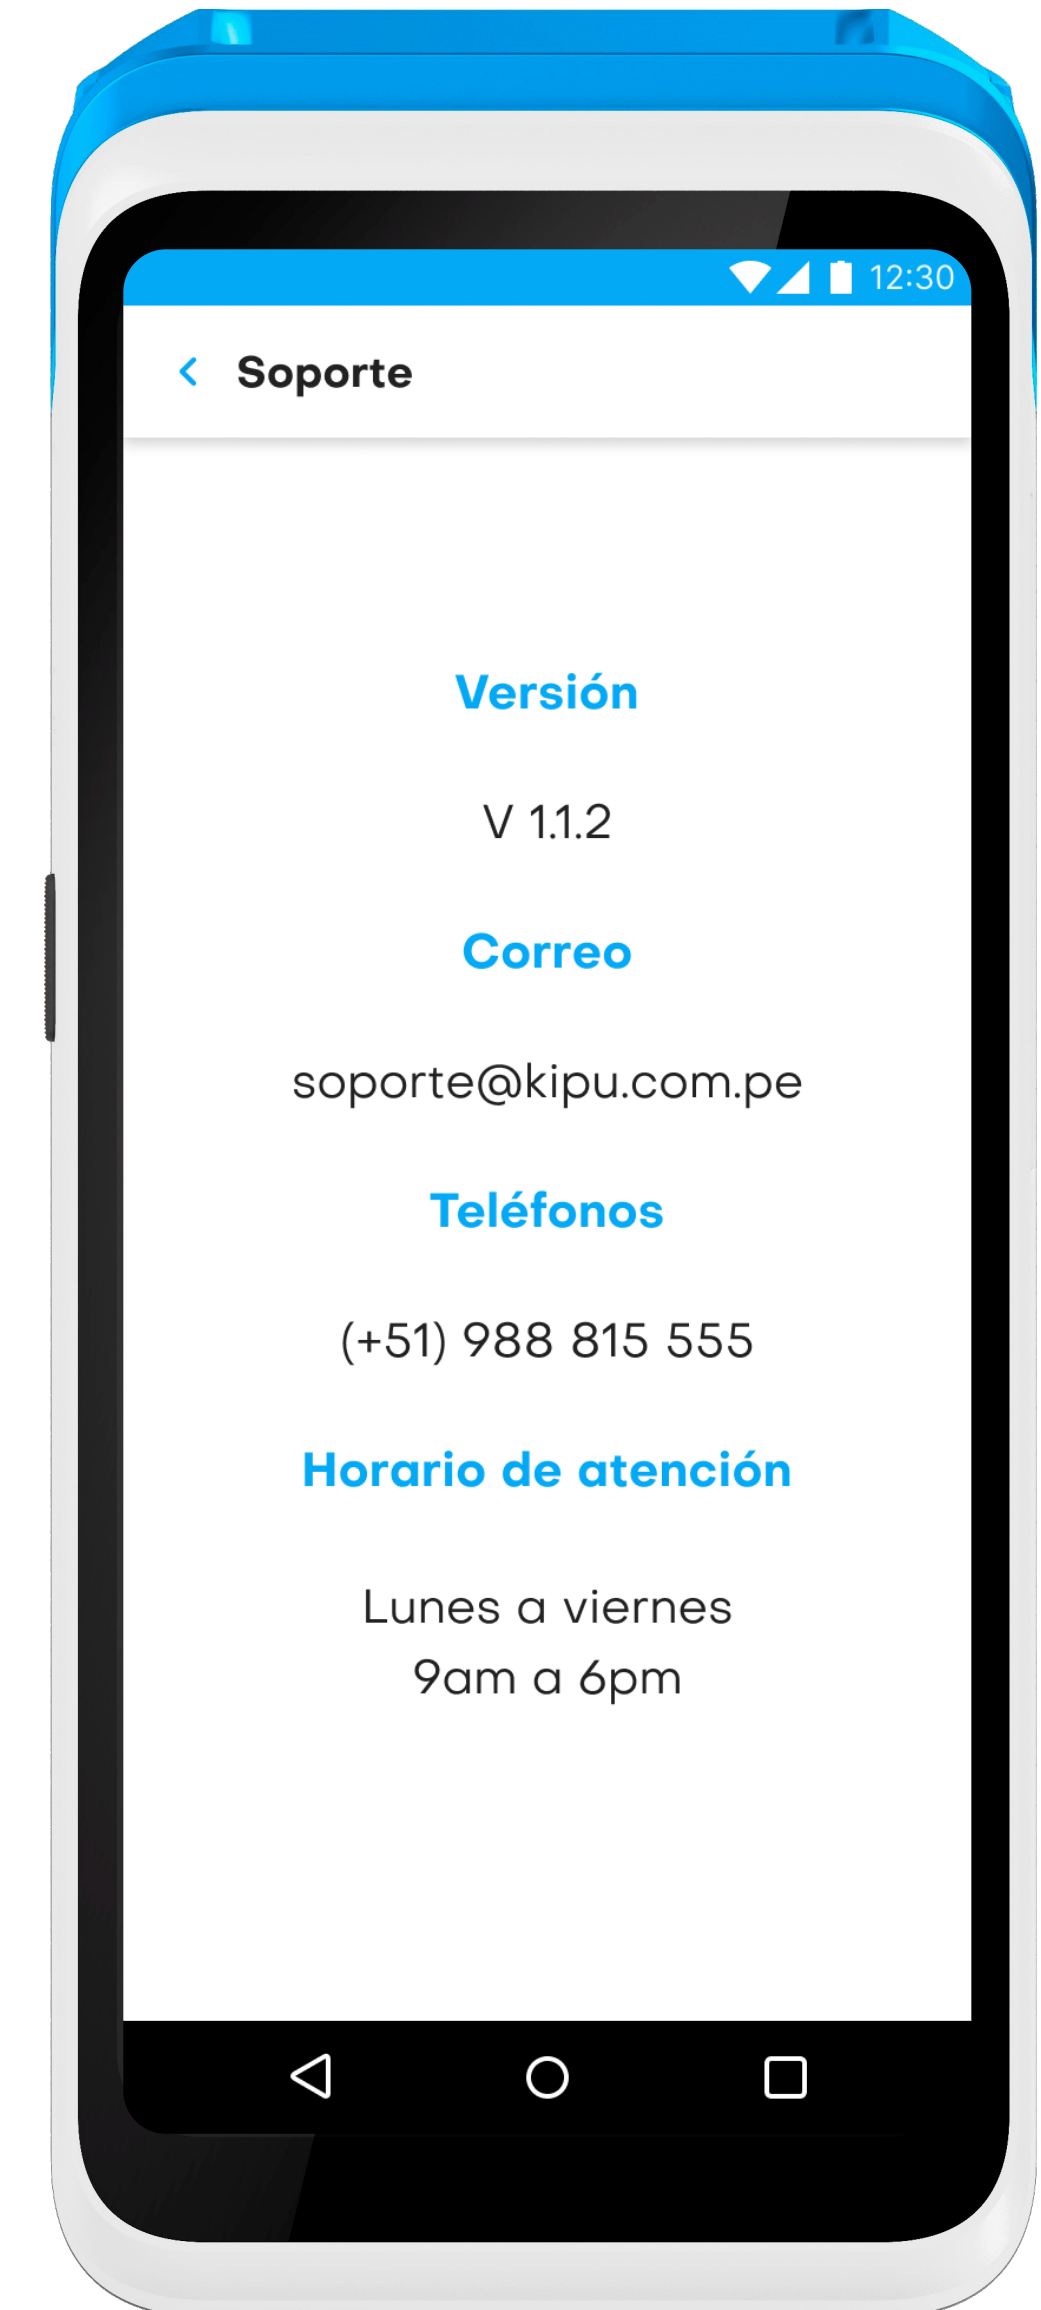 12:30
Soporte
Versión
V 1.1.2
Correo
soporte@kipu.com.pe
Teléfonos
(+51) 988 815 555
Horario de atención
Lunes a viernes
9am a 6pm